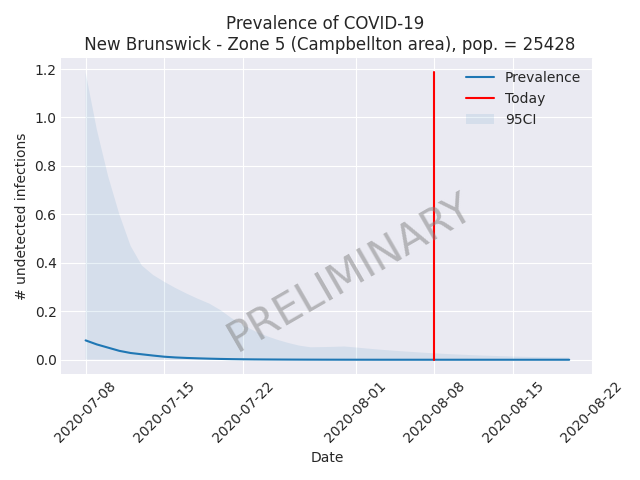 Prevalence of COVID-19
New Brunswick - Zone 5 (Campbellton area), pop. = 25428
Prevalence
Today
95CI
# undetected infections
1.2
1.0
0.8
0.6
0.4
0.2
0.0
PRELIMINARY
2020-07-08
2020-07-15
2020-07-22
2020-08-01
2020-08-08
2020-08-15
2020-08-22
Date